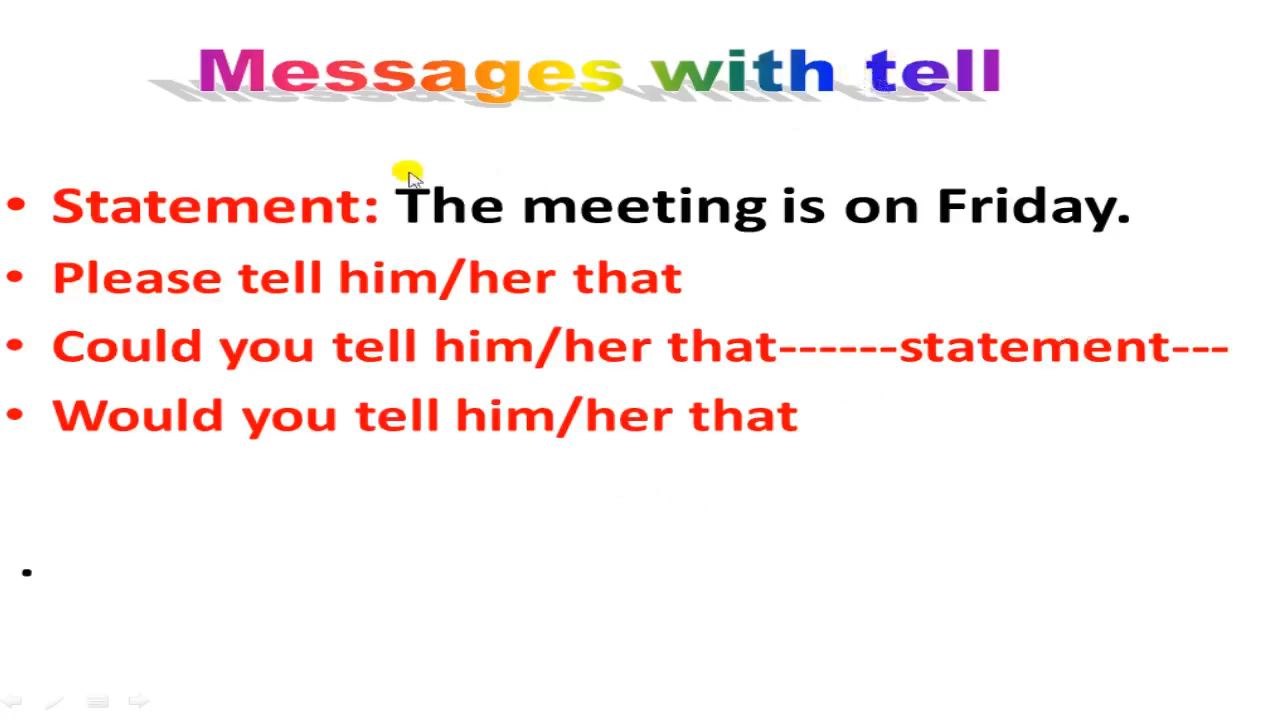 Messages with tell
• Statement: The meeting is on Friday.
• Please tell him/her that
• Could you tell him/her that------statement---
• Would you tell him/her that
.